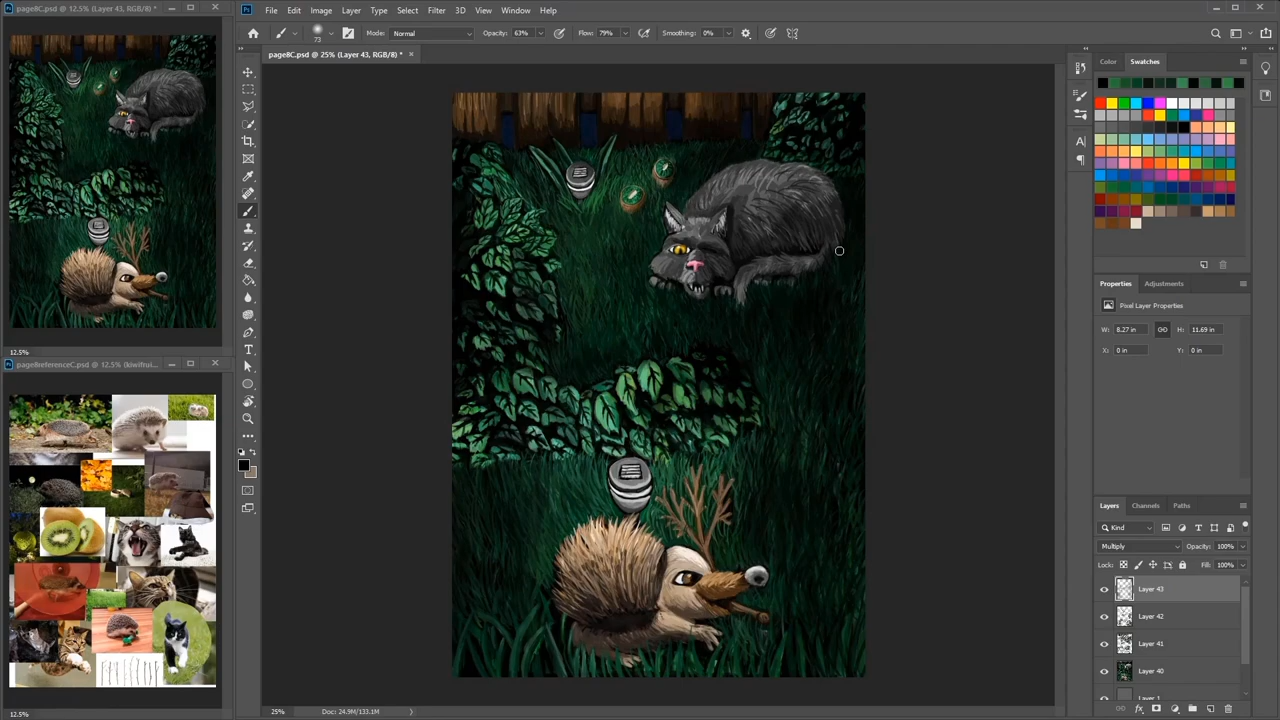 page8C.psd @ 12.5% (Layer 43, RGB/8) *
File Edit Image Layer Type Select Filter 3D View Window Help
73 Mode: Normal Opacity: 63% Flow: 79% Smoothing: 0%
page8C.psd @ 25% (Layer 43, RGB/8) *
Color Swatches
Properties Adjustments
Pixel Layer Properties
W: 8.27 in H: 11.69 in
X: 0 in Y: 0 in
12.5%
12.5%
25% Doc: 24.9M/133.1M
Layers Channels Paths
Kind
Multiply Opacity: 100%
Lock: Fill: 100%
Layer 43
Layer 42
Layer 41
Layer 40
Layer 1